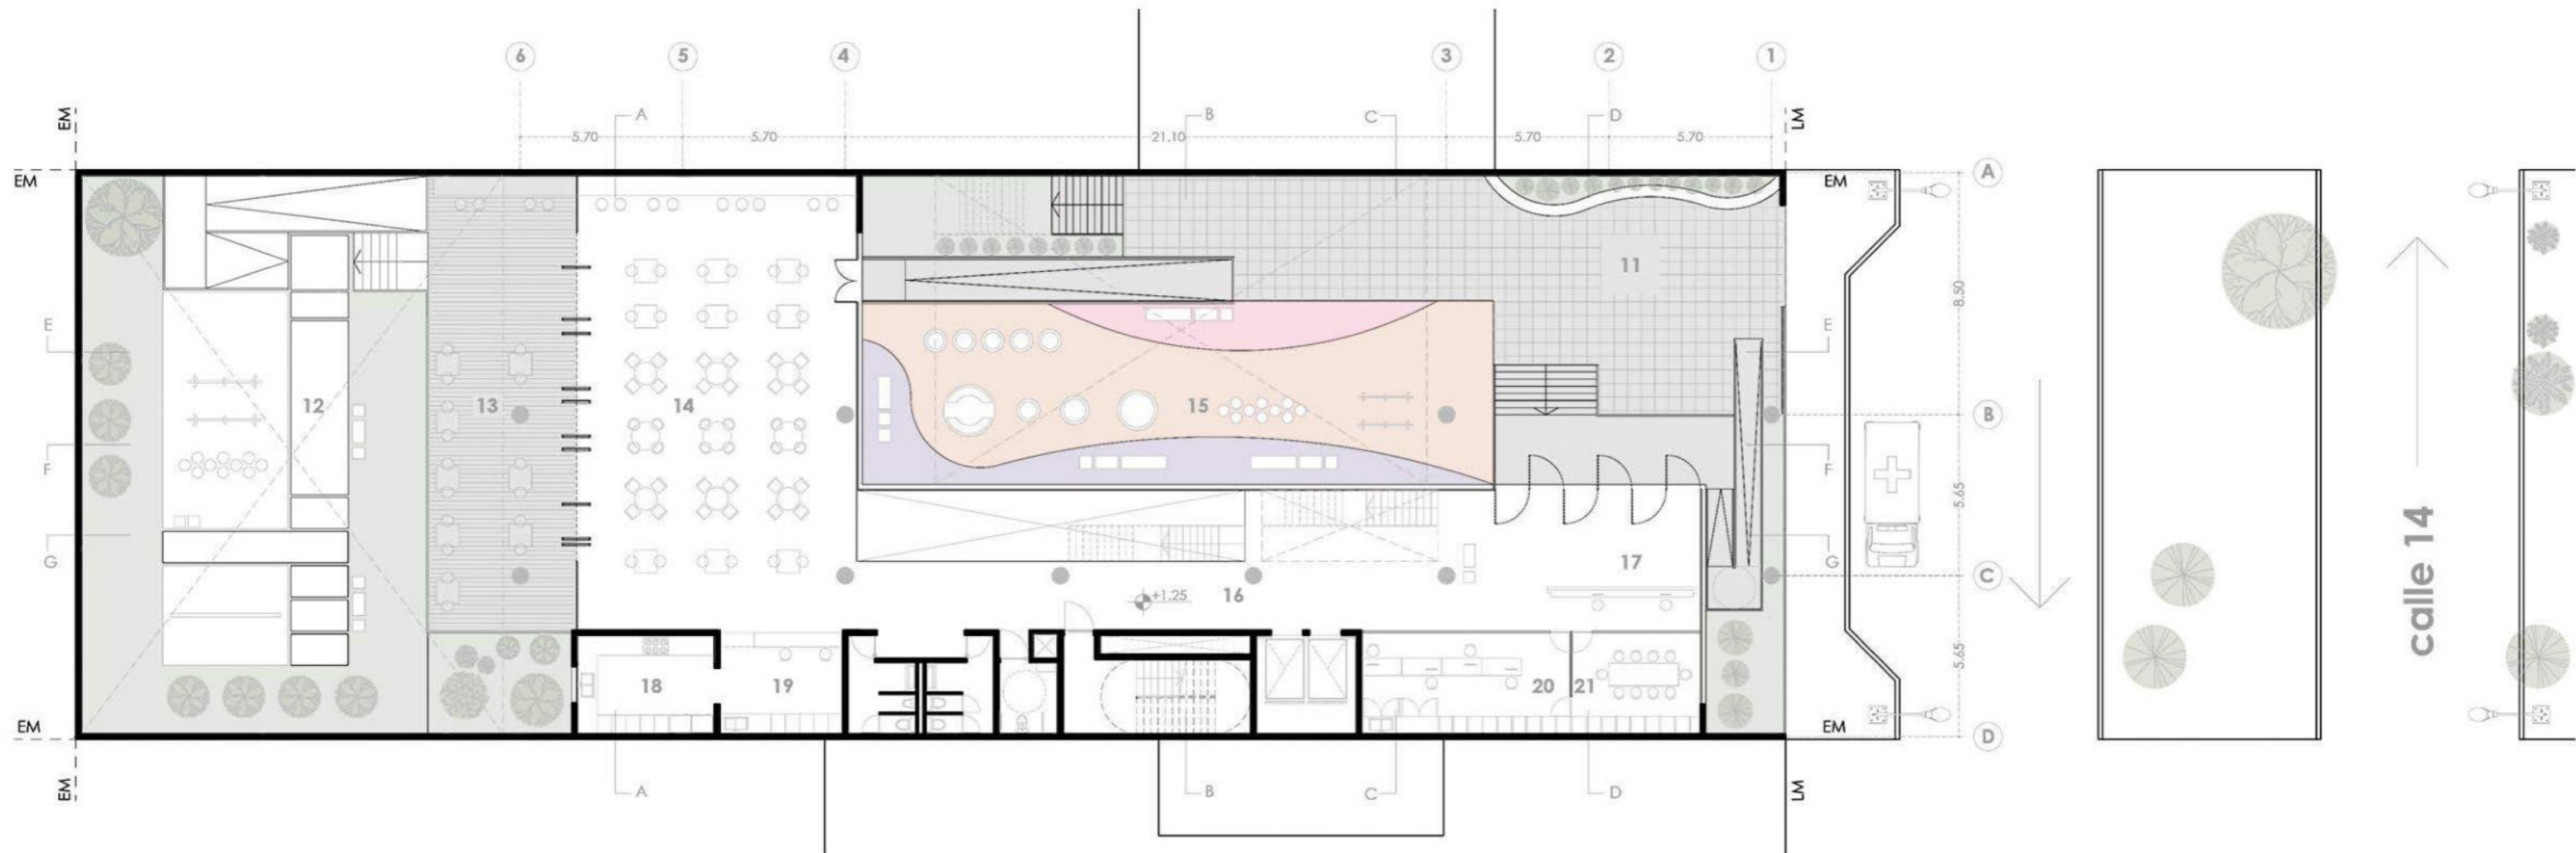 6 5 4 3 2 1
EM LM
A B C D
5.70 5.70 21.10 5.70 5.70
EM EM A
11
8.50
E E
12 13 14 15 B
F F
5.65
G G
17 C
+1.25 16
calle 14
5.65
18 19 20 21
EM EM D
EM LM
A B C D